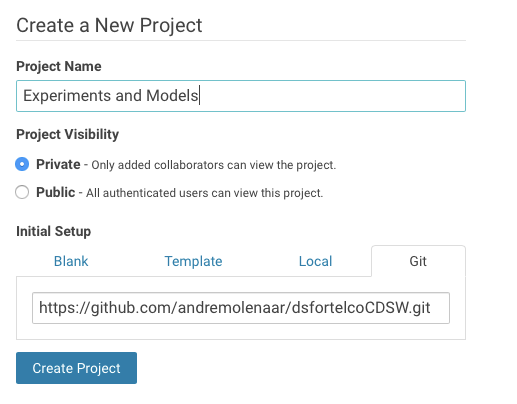 Create a New Project
Project Name
Experiments and Models
Project Visibility
Private - Only added collaborators can view the project.
Public - All authenticated users can view this project.
Initial Setup
Blank Template Local Git
https://github.com/andremolenaar/dsfortelcoCDSW.git
Create Project